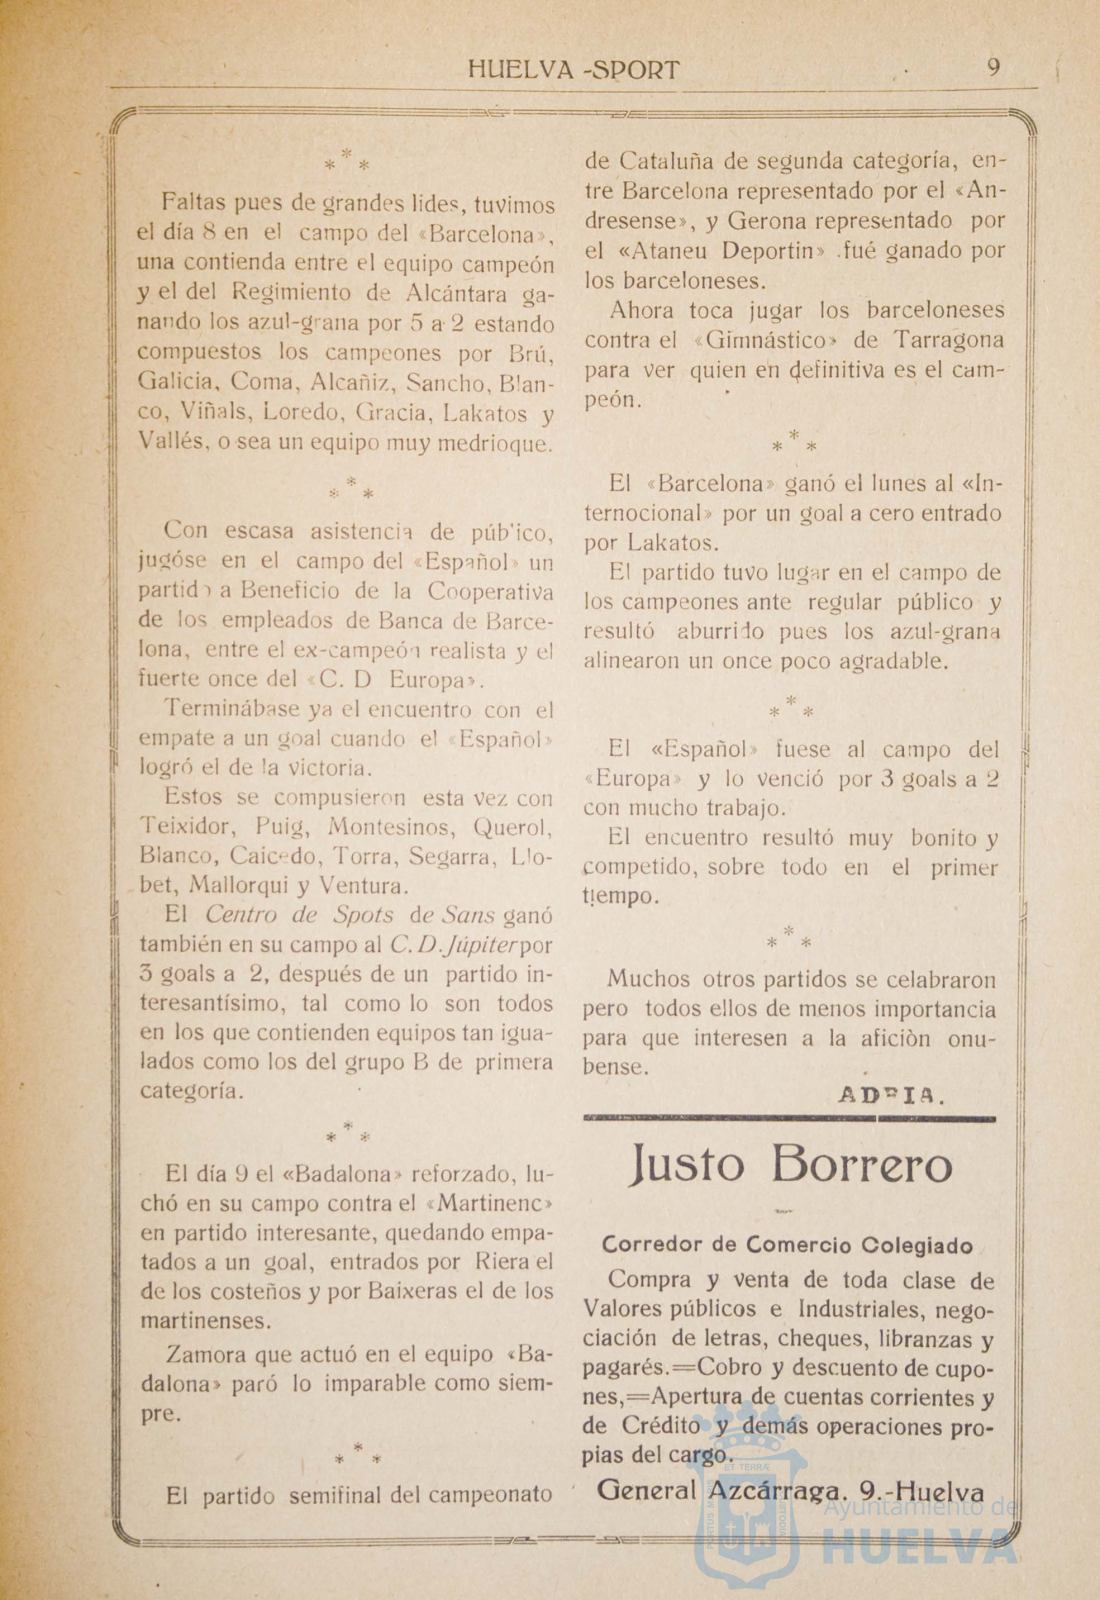 HUELVA -SPORT 9
* * *
Faltas pues de grandes lides, tuvimos
el día 8 en el campo del «Barcelona»,
una contienda entre el equipo campeón
y el del Regimiento de Alcántara ga-
nando los azul-grana por 5 a 2 estando
compuestos los campeones por Brú,
Galicia, Coma, Alcañiz, Sancho, Blan-
co, Viñals, Loredo, Gracia, Lakatos y
Vallés, o sea un equipo muy medrioque.
* * *
Con escasa asistencia de púb'ico,
jugóse en el campo del «Español» un
partido a Beneficio de la Cooperativa
de los empleados de Banca de Barce-
lona, entre el ex-campeón realista y el
fuerte once del «C. D Europa».
Terminábase ya el encuentro con el
empate a un goal cuando el «Español»
logró el de la victoria.
Estos se compusieron esta vez con
Teixidor, Puig, Montesinos, Querol,
Blanco, Caicedo, Torra, Segarra, Llo-
bet, Mallorqui y Ventura.
El Centro de Spots de Sans ganó
también en su campo al C. D. Júpiter por
3 goals a 2, después de un partido in-
teresantísimo, tal como lo son todos
en los que contienden equipos tan igua-
lados como los del grupo B de primera
categoría.
* * *
El día 9 el «Badalona» reforzado, lu-
chó en su campo contra el «Martinenc»
en partido interesante, quedando empa-
tados a un goal, entrados por Riera el
de los costeños y por Baixeras el de los
martinenses.
Zamora que actuó en el equipo «Ba-
dalona» paró lo imparable como siem-
pre.
* * *
El partido semifinal del campeonato
de Cataluña de segunda categoría, en-
tre Barcelona representado por el «An-
dresense», y Gerona representado por
el «Ataneu Deportin» .fué ganado por
los barceloneses.
Ahora toca jugar los barceloneses
contra el «Gimnástico» de Tarragona
para ver quien en definitiva es el cam-
peón.
* * *
El «Barcelona» ganó el lunes al «In-
ternocional» por un goal a cero entrado
por Lakatos.
El partido tuvo lugar en el campo de
los campeones ante regular público y
resultó aburrido pues los azul-grana
alinearon un once poco agradable.
* * *
El «Español» fuese al campo del
«Europa» y lo venció por 3 goals a 2
con mucho trabajo.
El encuentro resultó muy bonito y
competido, sobre todo en el primer
tiempo.
* * *
Muchos otros partidos se celabraron
pero todos ellos de menos importancia
para que interesen a la aficiòn onu-
bense.
ADRIA.
Justo Borrero
Corredor de Comercio Colegiado
Compra y venta de toda clase de
Valores públicos e Industriales, nego-
ciación de letras, cheques, libranzas y
pagarés.=Cobro y descuento de cupo-
nes,=Apertura de cuentas corrientes y
de Crédito y demás operaciones pro-
pias del cargo.
General Azcárraga. 9.-Huelva
Ayuntamiento de
HUELVA